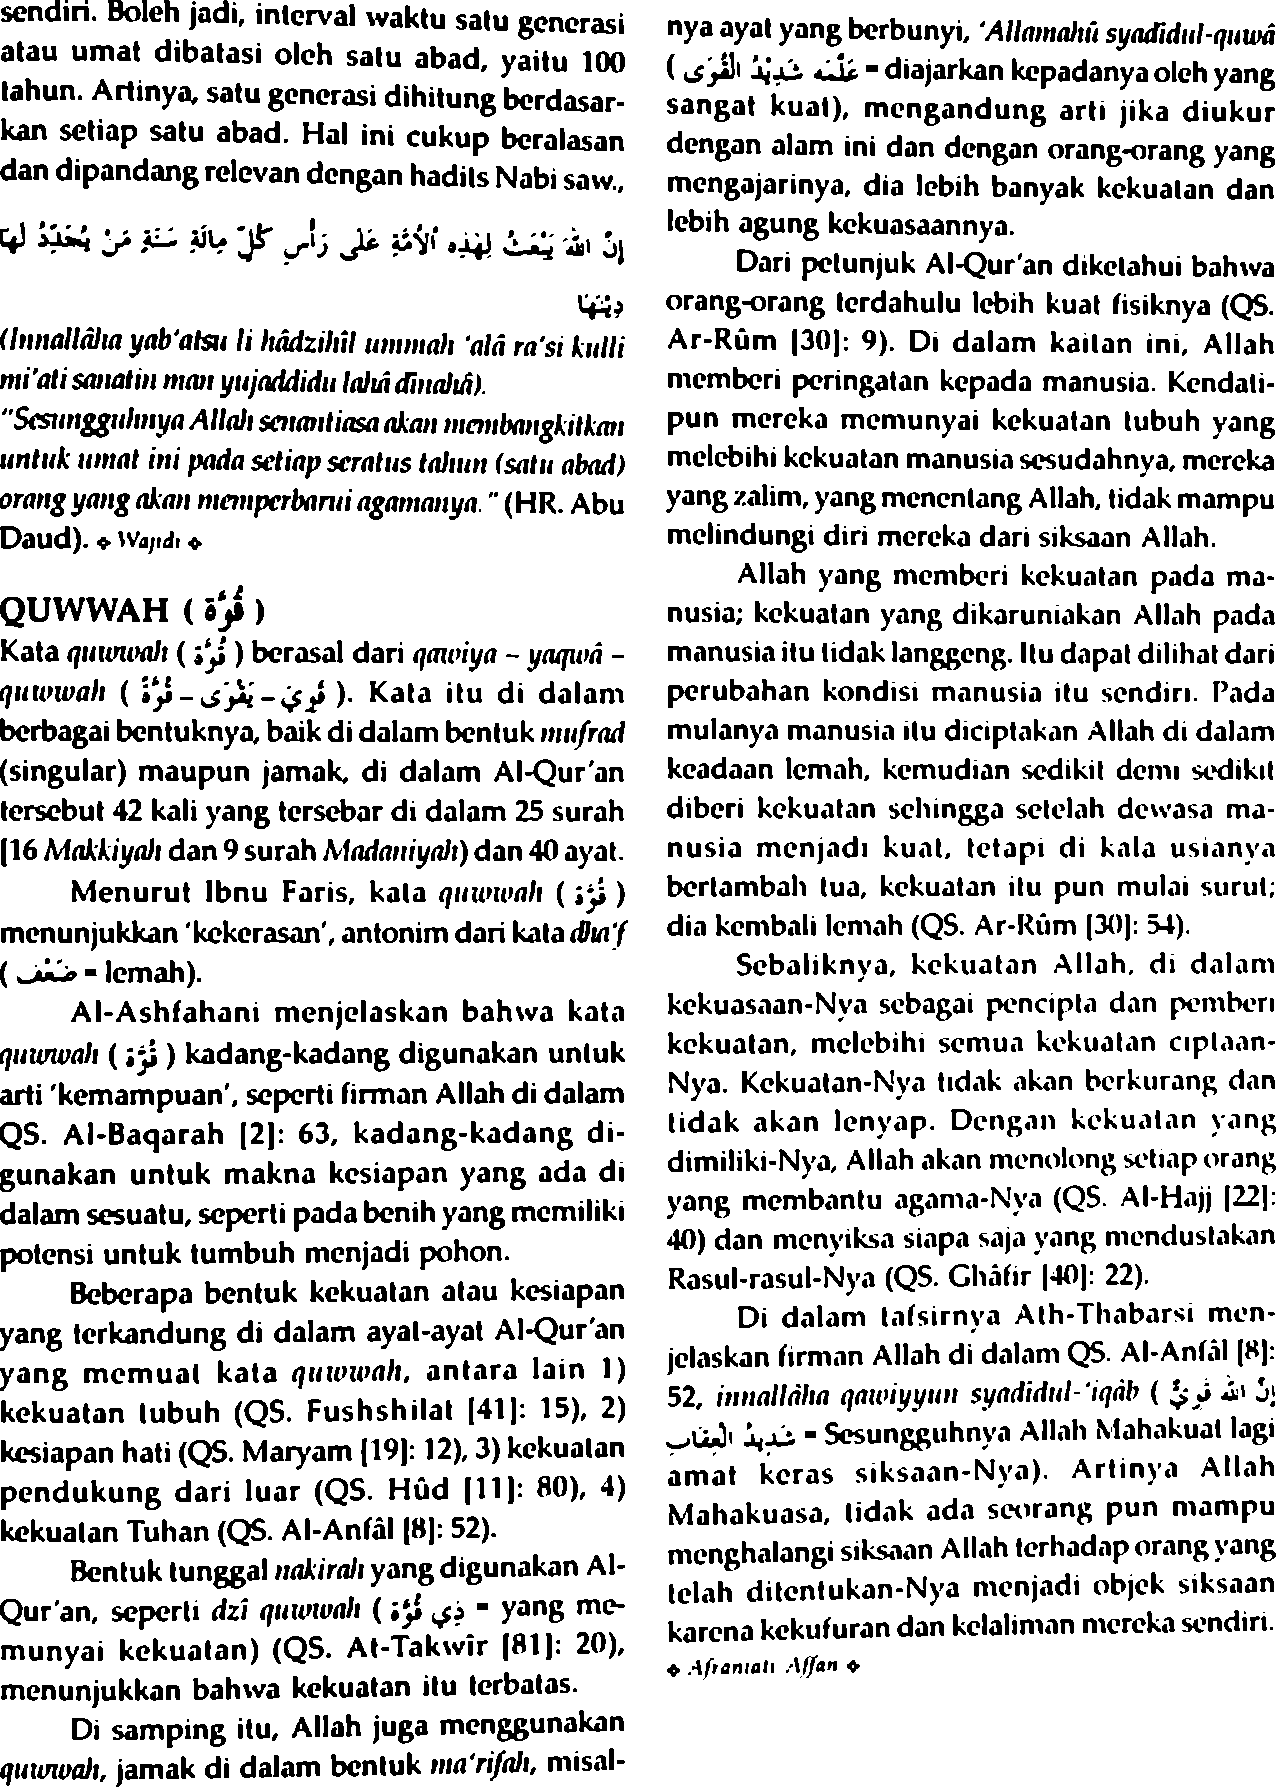 sendiri. Boleh jadi, interval waktu satu generasi
atau umat dibatasi oleh satu abad, yaitu 100
tahun. Artinya, satu generasi dihitung berdasar-
kan setiap satu abad. Hal ini cukup beralasan
dan dipandang relevan dengan hadits Nabi saw.,
إِنَّ اللهَ يَبْعَثُ لِهَذِهِ الْأُمَّةِ عَلَى رَأْسِ كُلِّ مِائَةِ سَنَةٍ مَنْ يُجَدِّدُ لَهَا
دِيْنَهَا
(Innallâha yab'atsu li hâdzihîl ummah 'alâ ra'si kulli
mi'ati sanatin man yujaddidu lahâ dînahâ).
"Sesungguhnya Allah senantiasa akan membangkitkan
untuk umat ini pada setiap seratus tahun (satu abad)
orang yang akan memperbarui agamanya." (HR. Abu
Daud). ❖ Wajidi ❖
QUWWAH ( قُوَّة )
Kata quwwah ( قُوَّة ) berasal dari qawiya – yaqwâ –
quwwah ( قَوِيَ – يَقْوَى – قُوَّةً ). Kata itu di dalam
berbagai bentuknya, baik di dalam bentuk mufrad
(singular) maupun jamak, di dalam Al-Qur'an
tersebut 42 kali yang tersebar di dalam 25 surah
[16 Makkiyah dan 9 surah Madaniyah) dan 40 ayat.
Menurut Ibnu Faris, kata quwwah ( قُوَّة )
menunjukkan 'kekerasan', antonim dari kata dha'f
( ضَعْف = lemah).
Al-Ashfahani menjelaskan bahwa kata
quwwah ( قُوَّة ) kadang-kadang digunakan untuk
arti 'kemampuan', seperti firman Allah di dalam
QS. Al-Baqarah [2]: 63, kadang-kadang di-
gunakan untuk makna kesiapan yang ada di
dalam sesuatu, seperti pada benih yang memiliki
potensi untuk tumbuh menjadi pohon.
Beberapa bentuk kekuatan atau kesiapan
yang terkandung di dalam ayat-ayat Al-Qur'an
yang memuat kata quwwah, antara lain 1)
kekuatan tubuh (QS. Fushshilat [41]: 15), 2)
kesiapan hati (QS. Maryam [19]: 12), 3) kekuatan
pendukung dari luar (QS. Hûd [11]: 80), 4)
kekuatan Tuhan (QS. Al-Anfâl [8]: 52).
Bentuk tunggal nakirah yang digunakan Al-
Qur'an, seperti dzî quwwah ( ذِي قُوَّة = yang me-
munyai kekuatan) (QS. At-Takwîr [81]: 20),
menunjukkan bahwa kekuatan itu terbatas.
Di samping itu, Allah juga menggunakan
quwwah, jamak di dalam bentuk ma'rifah, misal-
nya ayat yang berbunyi, 'Allamahû syadîdul-quwâ
( عَلَّمَهُ شَدِيْدُ الْقُوَى = diajarkan kepadanya oleh yang
sangat kuat), mengandung arti jika diukur
dengan alam ini dan dengan orang-orang yang
mengajarinya, dia lebih banyak kekuatan dan
lebih agung kekuasaannya.
Dari petunjuk Al-Qur'an diketahui bahwa
orang-orang terdahulu lebih kuat fisiknya (QS.
Ar-Rûm [30]: 9). Di dalam kaitan ini, Allah
memberi peringatan kepada manusia. Kendati-
pun mereka memunyai kekuatan tubuh yang
melebihi kekuatan manusia sesudahnya, mereka
yang zalim, yang menentang Allah, tidak mampu
melindungi diri mereka dari siksaan Allah.
Allah yang memberi kekuatan pada ma-
nusia; kekuatan yang dikaruniakan Allah pada
manusia itu tidak langgeng. Itu dapat dilihat dari
perubahan kondisi manusia itu sendiri. Pada
mulanya manusia itu diciptakan Allah di dalam
keadaan lemah, kemudian sedikit demi sedikit
diberi kekuatan sehingga setelah dewasa ma-
nusia menjadi kuat, tetapi di kala usianya
bertambah tua, kekuatan itu pun mulai surut;
dia kembali lemah (QS. Ar-Rûm [30]: 54).
Sebaliknya, kekuatan Allah, di dalam
kekuasaan-Nya sebagai pencipta dan pemberi
kekuatan, melebihi semua kekuatan ciptaan-
Nya. Kekuatan-Nya tidak akan berkurang dan
tidak akan lenyap. Dengan kekuatan yang
dimiliki-Nya, Allah akan menolong setiap orang
yang membantu agama-Nya (QS. Al-Hajj [22]:
40) dan menyiksa siapa saja yang mendustakan
Rasul-rasul-Nya (QS. Ghâfir [40]: 22).
Di dalam tafsirnya Ath-Thabarsi men-
jelaskan firman Allah di dalam QS. Al-Anfâl [8]:
52, innallâha qawiyyun syadidul-'iqâb ( إِنَّ اللهَ قَوِيٌّ
شَدِيْدُ الْعِقَابِ = Sesungguhnya Allah Mahakuat lagi
amat keras siksaan-Nya). Artinya Allah
Mahakuasa, tidak ada seorang pun mampu
menghalangi siksaan Allah terhadap orang yang
telah ditentukan-Nya menjadi objek siksaan
karena kekufuran dan kelaliman mereka sendiri.
❖ Afraniati Affan ❖